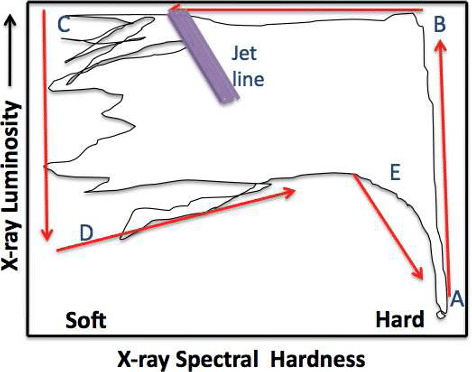 C
B
Jet
line
X-ray Luminosity
E
D
A
Soft
Hard
X-ray Spectral Hardness